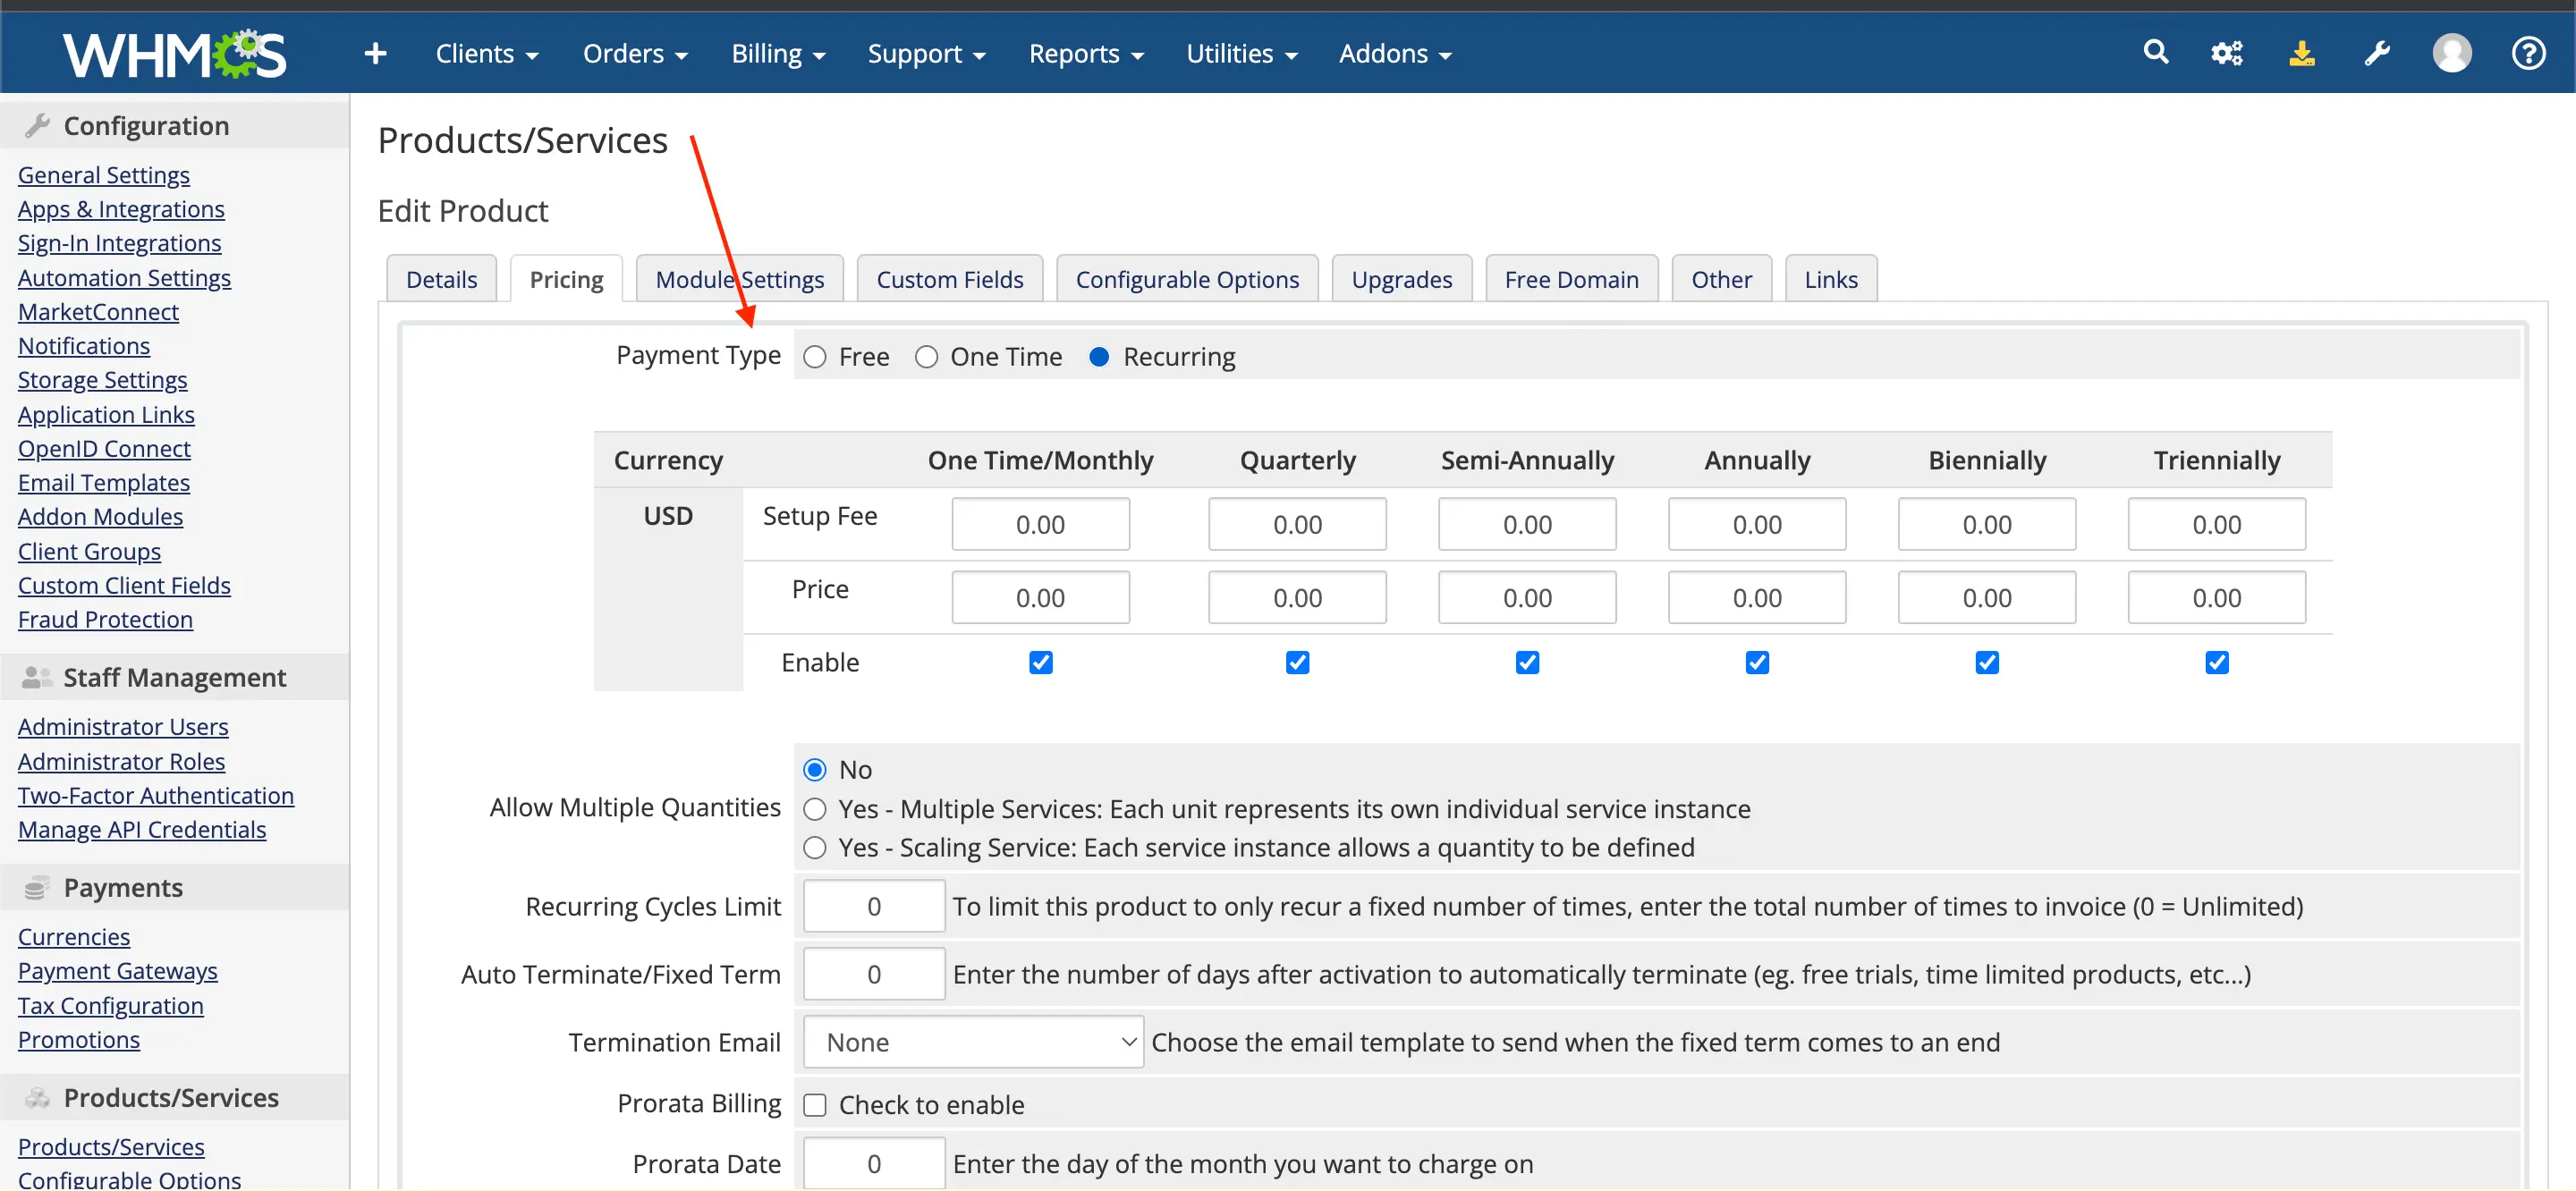 WHMCS + Clients Orders Billing Support Reports Utilities Addons
Configuration
General Settings
Apps & Integrations
Sign-In Integrations
Automation Settings
MarketConnect
Notifications
Storage Settings
Application Links
OpenID Connect
Email Templates
Addon Modules
Client Groups
Custom Client Fields
Fraud Protection
Staff Management
Administrator Users
Administrator Roles
Two-Factor Authentication
Manage API Credentials
Payments
Currencies
Payment Gateways
Tax Configuration
Promotions
Products/Services
Products/Services
Configurable Options
Products/Services
Edit Product
Details Pricing Module Settings Custom Fields Configurable Options Upgrades Free Domain Other Links
Payment Type Free One Time Recurring
Currency One Time/Monthly Quarterly Semi-Annually Annually Biennially Triennially
USD Setup Fee 0.00 0.00 0.00 0.00 0.00 0.00
Price 0.00 0.00 0.00 0.00 0.00 0.00
Enable
No
Allow Multiple Quantities Yes - Multiple Services: Each unit represents its own individual service instance
Yes - Scaling Service: Each service instance allows a quantity to be defined
Recurring Cycles Limit 0 To limit this product to only recur a fixed number of times, enter the total number of times to invoice (0 = Unlimited)
Auto Terminate/Fixed Term 0 Enter the number of days after activation to automatically terminate (eg. free trials, time limited products, etc...)
Termination Email None Choose the email template to send when the fixed term comes to an end
Prorata Billing Check to enable
Prorata Date 0 Enter the day of the month you want to charge on